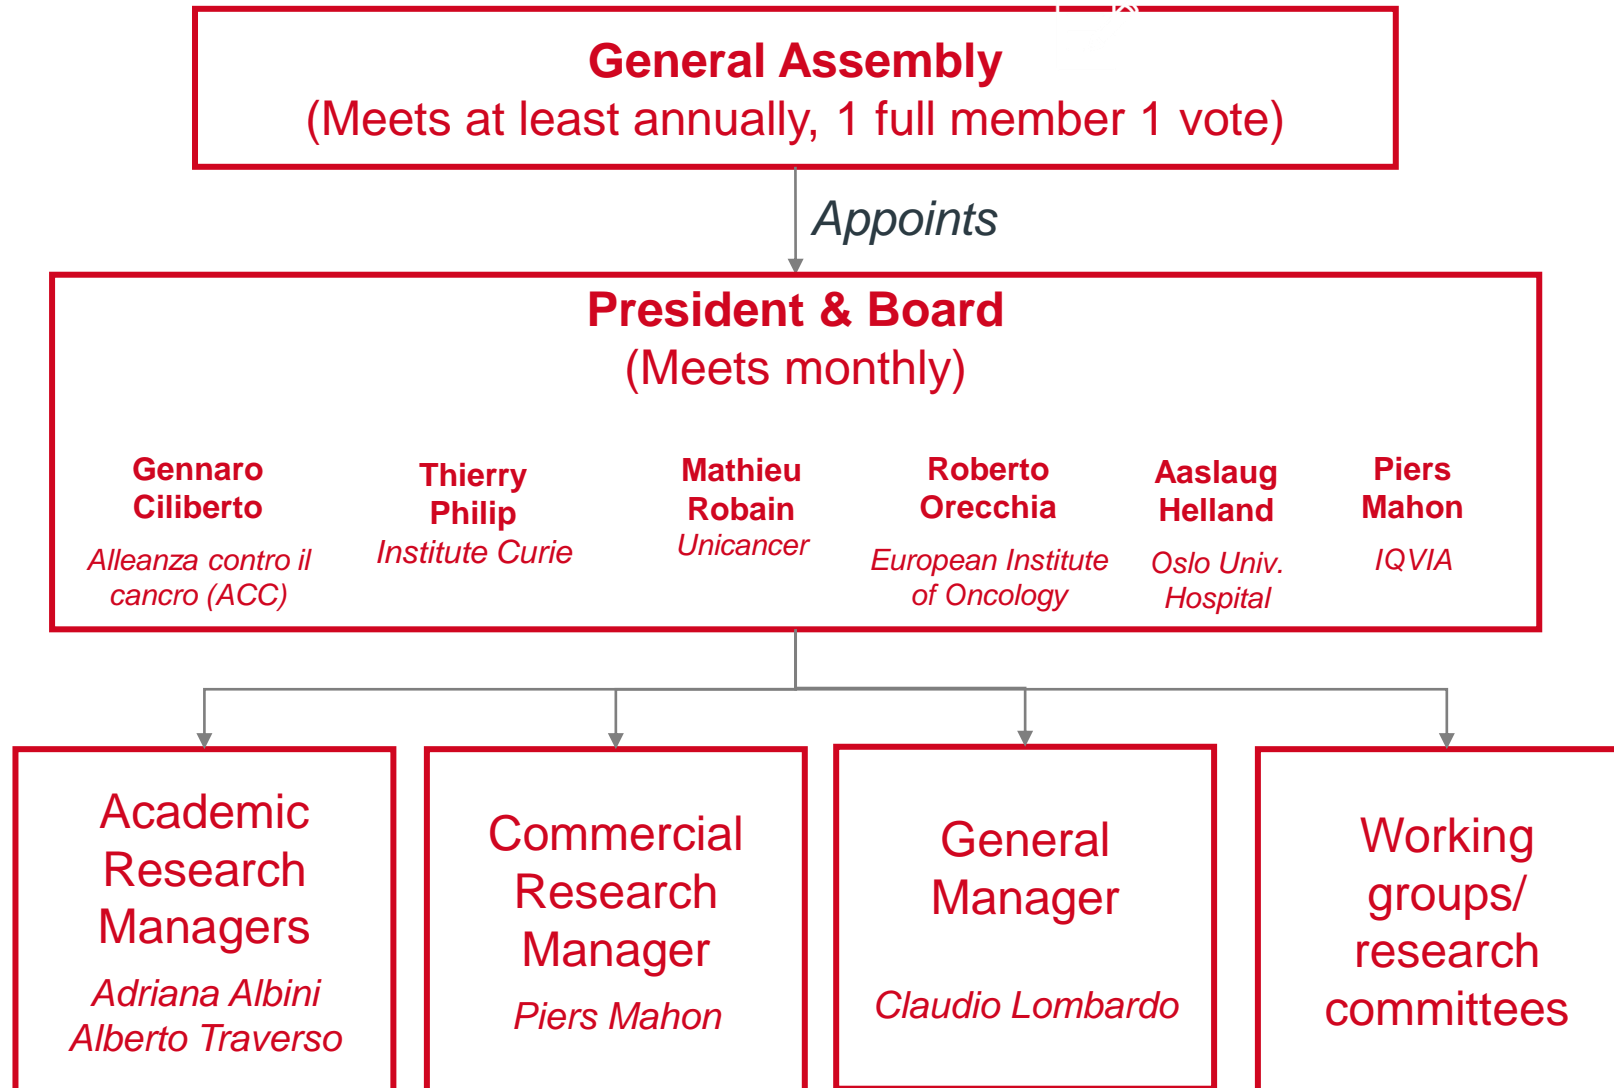 General Assembly
(Meets at least annually, 1 full member 1 vote)
Appoints
President & Board
(Meets monthly)
Gennaro
Ciliberto
Alleanza contro il
cancro (ACC)
Thierry
Philip
Institute Curie
Mathieu
Robain
Unicancer
Roberto
Orecchia
European Institute
of Oncology
Aaslaug
Helland
Oslo Univ.
Hospital
Piers
Mahon
IQVIA
Academic
Research
Managers
Adriana Albini
Alberto Traverso
Commercial
Research
Manager
Piers Mahon
General
Manager
Claudio Lombardo
Working
groups/
research
committees